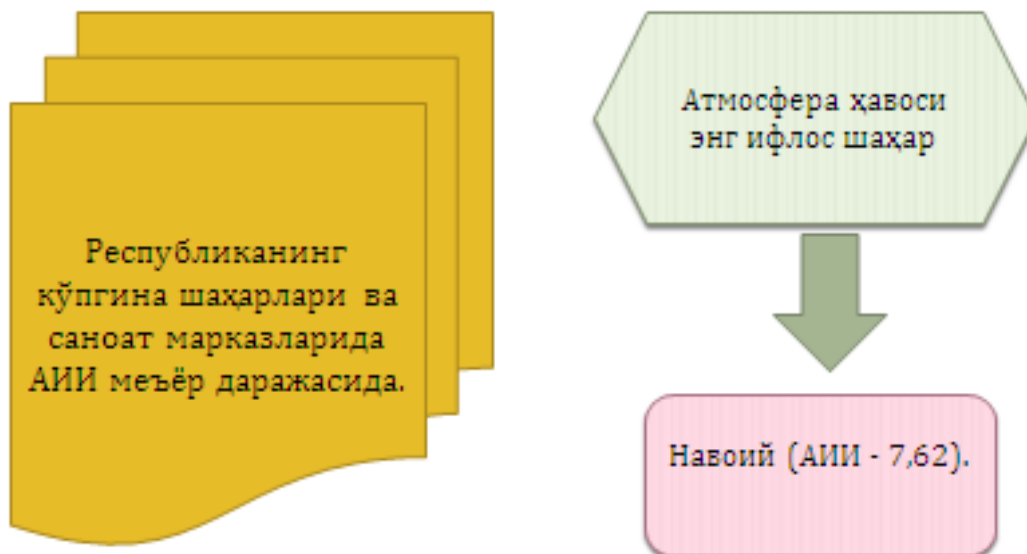 Республиканинг
кўпгина шаҳарлари ва
саноат марказларида
АИИ меъёр даражасида.
Атмосфера ҳавоси
энг ифлос шаҳар
Навоий (АИИ - 7,62).